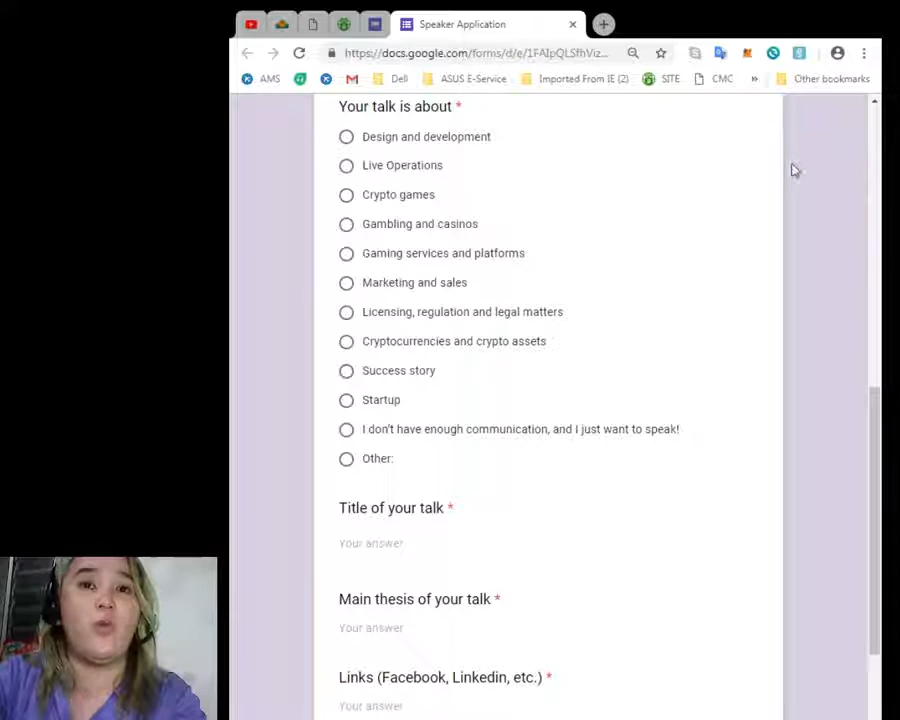 Speaker Application
https://docs.google.com/forms/d/e/1FAIpQLSfhViz...
AMS
Dell
ASUS E-Service
Imported From IE (2)
SITE
CMC
»
Other bookmarks
Your talk is about *
Design and development
Live Operations
Crypto games
Gambling and casinos
Gaming services and platforms
Marketing and sales
Licensing, regulation and legal matters
Cryptocurrencies and crypto assets
Success story
Startup
I don't have enough communication, and I just want to speak!
Other:
Title of your talk *
Your answer
Main thesis of your talk *
Your answer
Links (Facebook, Linkedin, etc.) *
Your answer